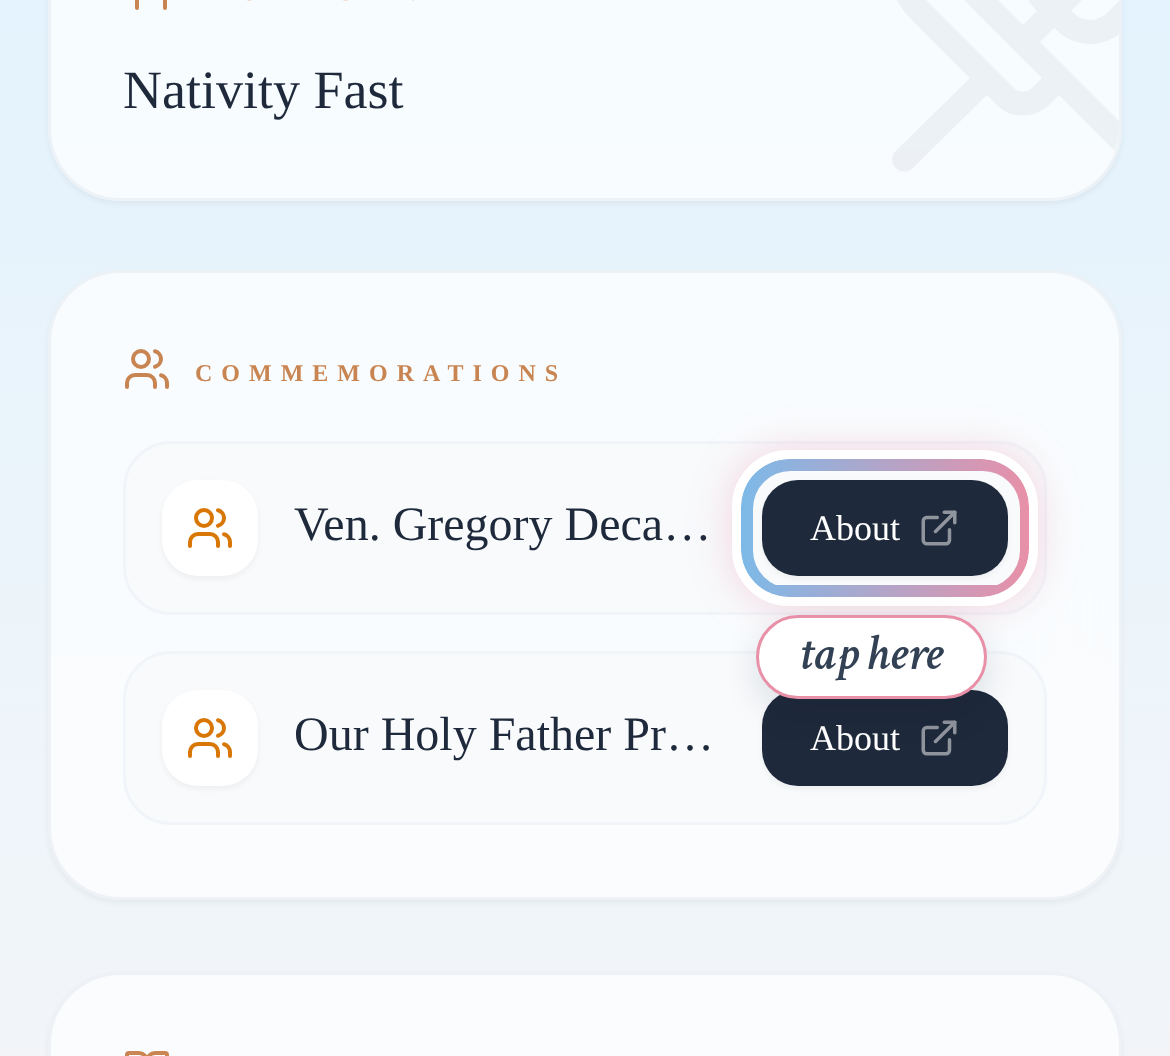 Nativity Fast
COMMEMORATIONS
Ven. Gregory Deca…
About
tap here
Our Holy Father Pr…
About